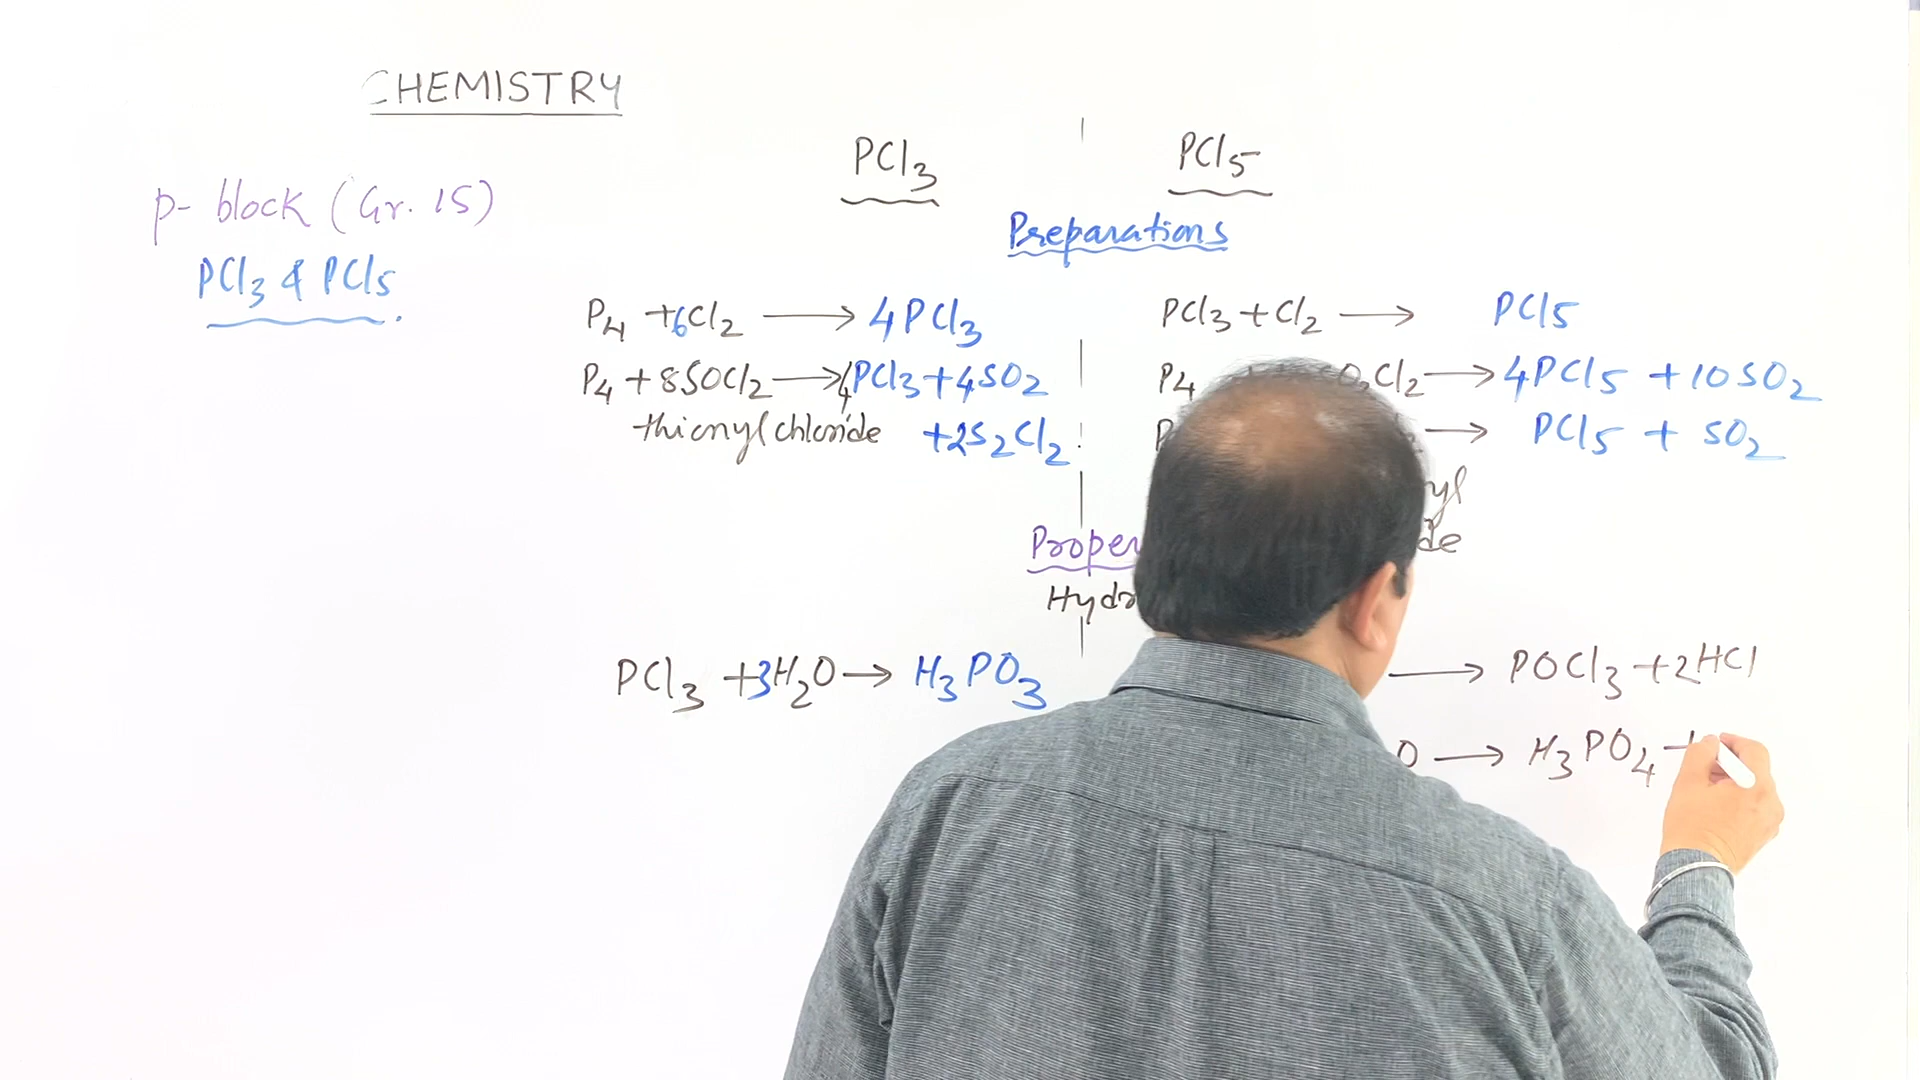 CHEMISTRY
p-block (Gr. 15)
PCl3 & PCl5.
PCl3
PCl5
Preparations
P4 + 6Cl2 → 4PCl3
P4 + 8SOCl2 → 4PCl3 + 4SO2
thionyl chloride + 2S2Cl2
PCl3 + Cl2 → PCl5
P4 Cl2 → 4PCl5 + 10SO2
→ PCl5 + SO2
PCl3 + 3H2O → H3PO3
→ POCl3 + 2HCl
O → H3PO4 +